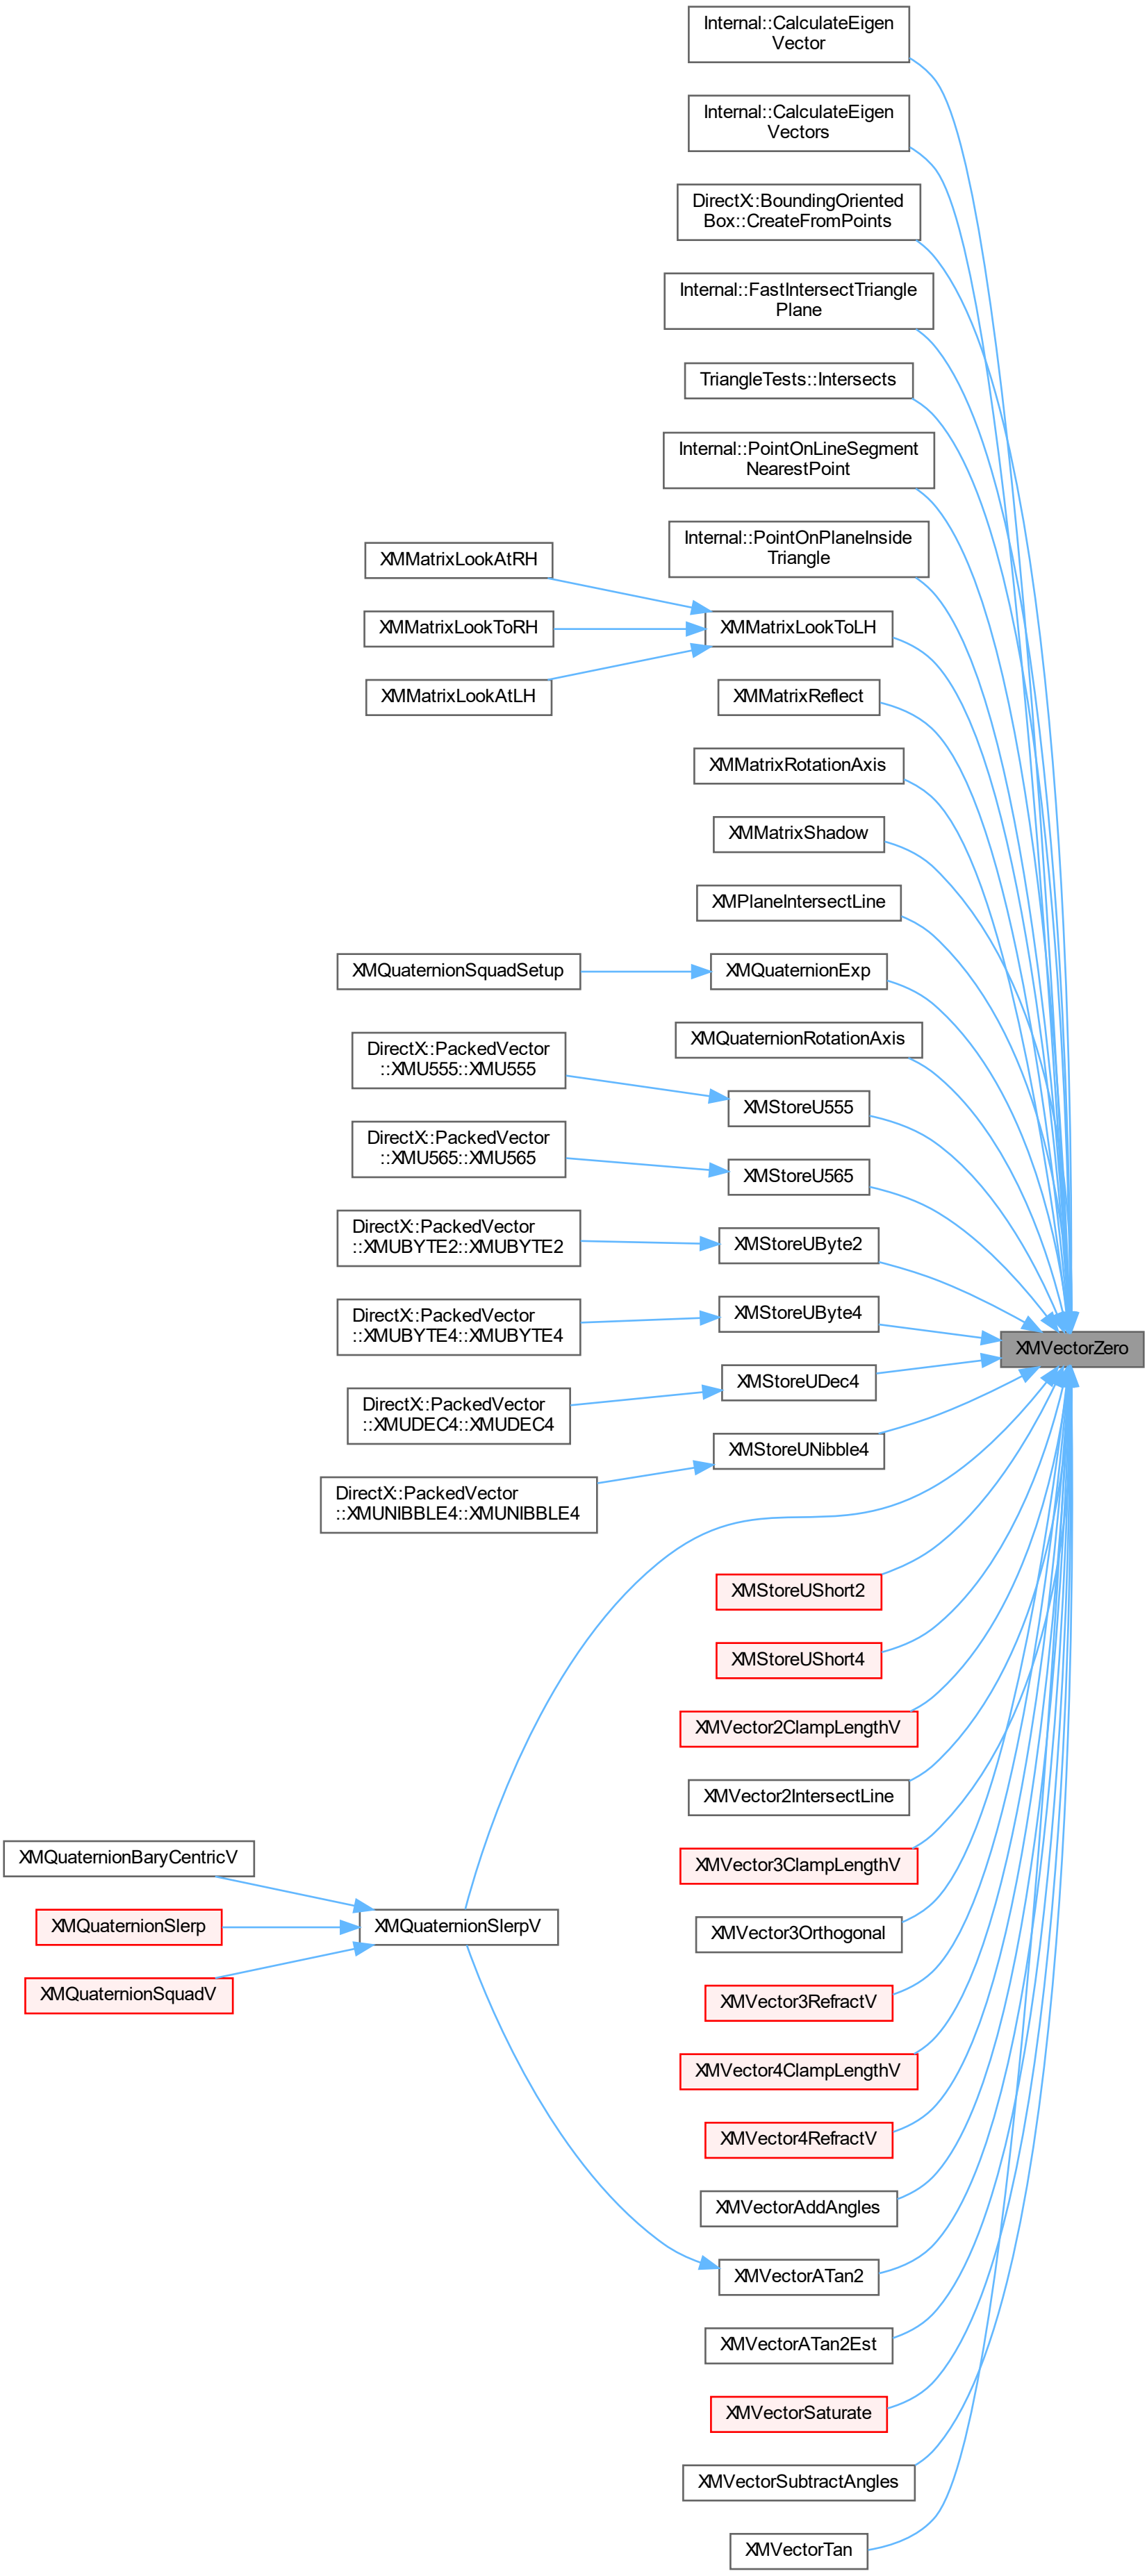 Internal::CalculateEigen
Vector
Internal::CalculateEigen
Vectors
DirectX::BoundingOriented
Box::CreateFromPoints
Internal::FastIntersectTriangle
Plane
TriangleTests::Intersects
Internal::PointOnLineSegment
NearestPoint
Internal::PointOnPlaneInside
Triangle
XMMatrixLookAtRH
XMMatrixLookToRH
XMMatrixLookToLH
XMMatrixLookAtLH
XMMatrixReflect
XMMatrixRotationAxis
XMMatrixShadow
XMPlaneIntersectLine
XMQuaternionSquadSetup
XMQuaternionExp
XMQuaternionRotationAxis
DirectX::PackedVector
::XMU555::XMU555
XMStoreU555
DirectX::PackedVector
::XMU565::XMU565
XMStoreU565
DirectX::PackedVector
::XMUBYTE2::XMUBYTE2
XMStoreUByte2
DirectX::PackedVector
::XMUBYTE4::XMUBYTE4
XMStoreUByte4
XMVectorZero
DirectX::PackedVector
::XMUDEC4::XMUDEC4
XMStoreUDec4
DirectX::PackedVector
::XMUNIBBLE4::XMUNIBBLE4
XMStoreUNibble4
XMStoreUShort2
XMStoreUShort4
XMVector2ClampLengthV
XMVector2IntersectLine
XMQuaternionBaryCentricV
XMVector3ClampLengthV
XMQuaternionSlerp
XMQuaternionSlerpV
XMVector3Orthogonal
XMQuaternionSquadV
XMVector3RefractV
XMVector4ClampLengthV
XMVector4RefractV
XMVectorAddAngles
XMVectorATan2
XMVectorATan2Est
XMVectorSaturate
XMVectorSubtractAngles
XMVectorTan